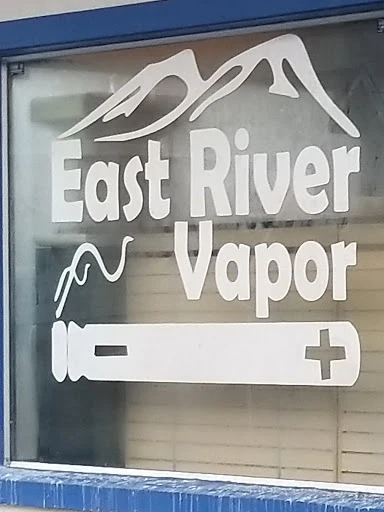 East River
Vapor
- +